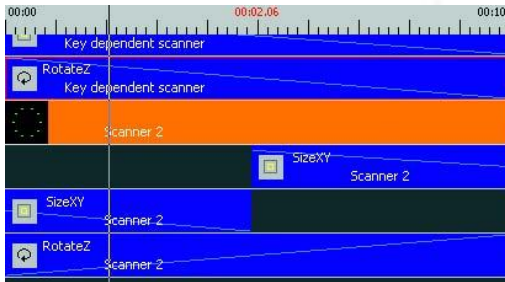 00:00 00:02.06 00:10
Key dependent scanner
RotateZ
Key dependent scanner
Scanner 2
SizeXY
Scanner 2
SizeXY
Scanner 2
RotateZ
Scanner 2